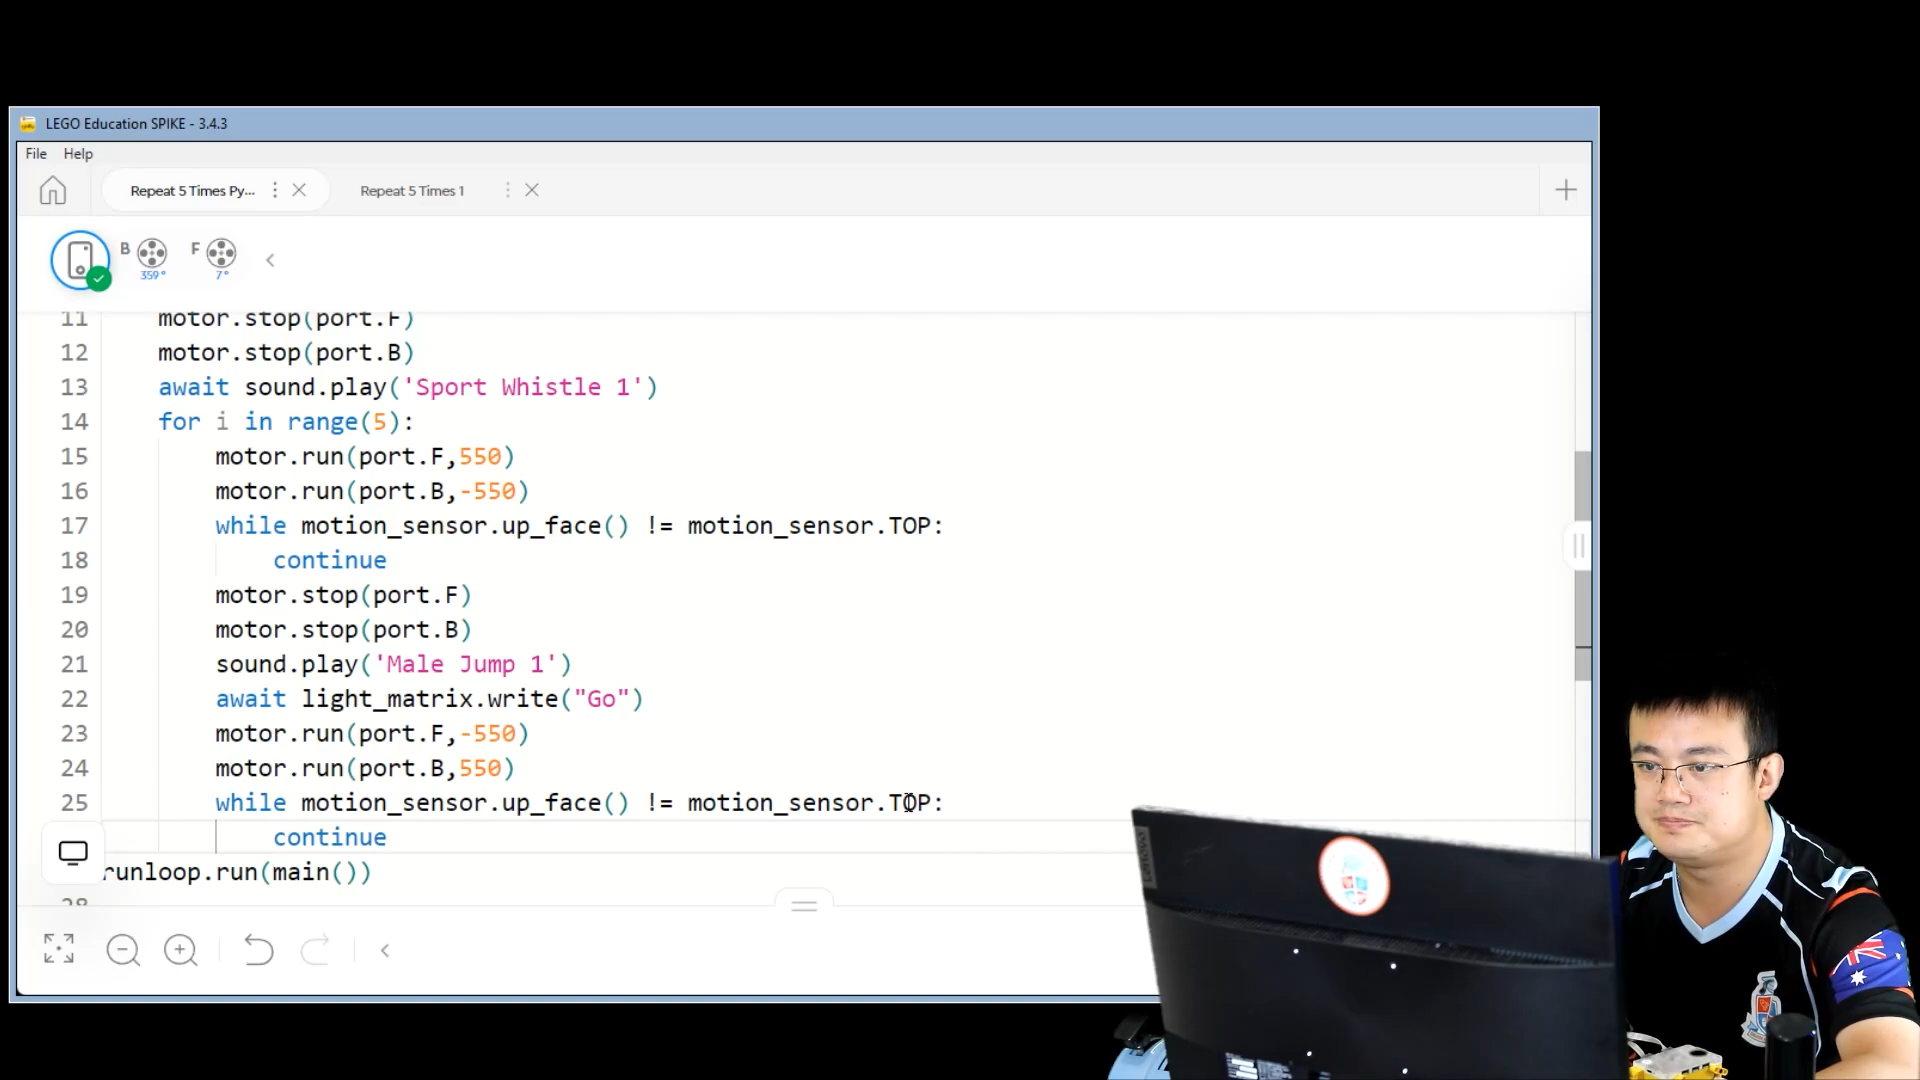 LEGO Education SPIKE - 3.4.3
File Help
Repeat 5 Times Py...
Repeat 5 Times 1
B
359°
F
7°
11 motor.stop(port.F)
12 motor.stop(port.B)
13 await sound.play('Sport Whistle 1')
14 for i in range(5):
15 motor.run(port.F,550)
16 motor.run(port.B,-550)
17 while motion_sensor.up_face() != motion_sensor.TOP:
18 continue
19 motor.stop(port.F)
20 motor.stop(port.B)
21 sound.play('Male Jump 1')
22 await light_matrix.write("Go")
23 motor.run(port.F,-550)
24 motor.run(port.B,550)
25 while motion_sensor.up_face() != motion_sensor.TOP:
continue
runloop.run(main())
28
Lenovo